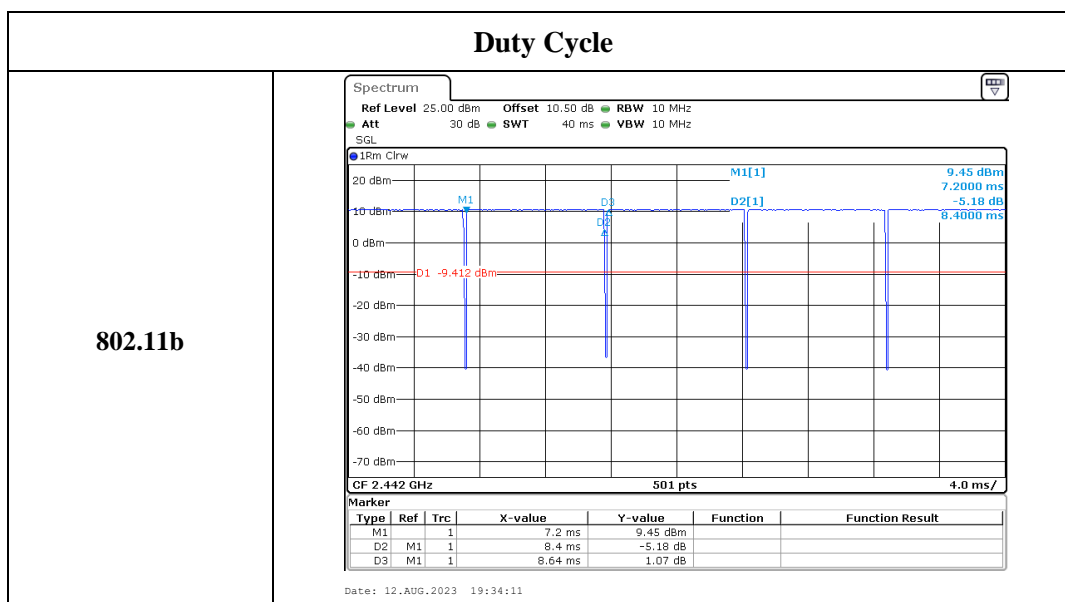 Duty Cycle
802.11b
Spectrum
Ref Level 25.00 dBm Offset 10.50 dB RBW 10 MHz
Att 30 dB SWT 40 ms VBW 10 MHz
SGL
1Rm Clrw
M1[1] 9.45 dBm
7.2000 ms
D2[1] -5.18 dB
8.4000 ms
20 dBm
M1
D3
10 dBm
D2
0 dBm
-10 dBm
D1 -9.412 dBm
-20 dBm
-30 dBm
-40 dBm
-50 dBm
-60 dBm
-70 dBm
CF 2.442 GHz 501 pts 4.0 ms/
Marker
Type Ref Trc X-value Y-value Function Function Result
M1 1 7.2 ms 9.45 dBm
D2 M1 1 8.4 ms -5.18 dB
D3 M1 1 8.64 ms 1.07 dB
Date: 12.AUG.2023 19:34:11